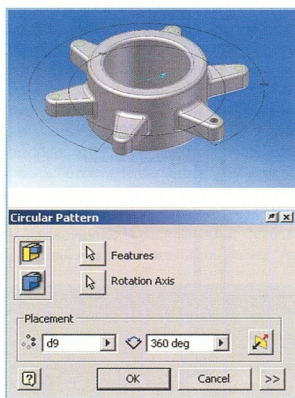 Circular Pattern
Features
Rotation Axis
Placement
d9
360 deg
OK
Cancel
>>